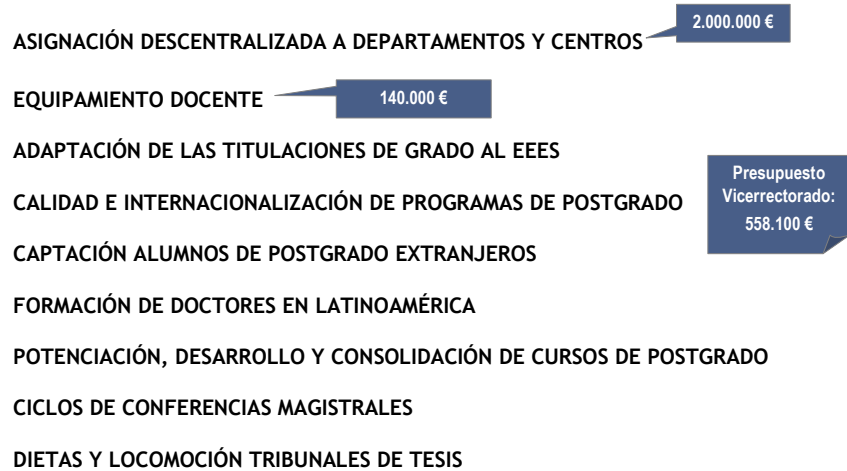 2.000.000 €
ASIGNACIÓN DESCENTRALIZADA A DEPARTAMENTOS Y CENTROS
EQUIPAMIENTO DOCENTE
140.000 €
ADAPTACIÓN DE LAS TITULACIONES DE GRADO AL EEES
Presupuesto
Vicerrectorado:
558.100 €
CALIDAD E INTERNACIONALIZACIÓN DE PROGRAMAS DE POSTGRADO
CAPTACIÓN ALUMNOS DE POSTGRADO EXTRANJEROS
FORMACIÓN DE DOCTORES EN LATINOAMÉRICA
POTENCIACIÓN, DESARROLLO Y CONSOLIDACIÓN DE CURSOS DE POSTGRADO
CICLOS DE CONFERENCIAS MAGISTRALES
DIETAS Y LOCOMOCIÓN TRIBUNALES DE TESIS